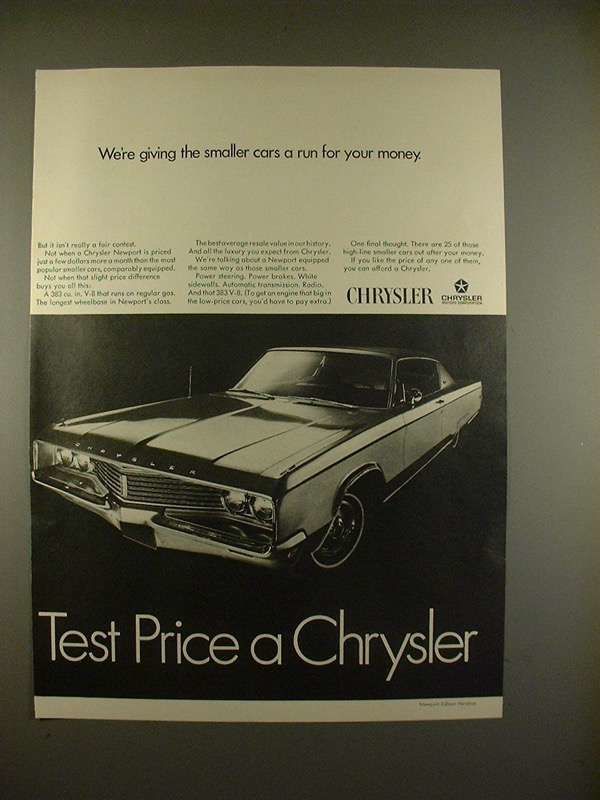 We're giving the smaller cars a run for your money.
But it isn't really a fair contest.
Not when a Chrysler Newport is priced
just a few dollars more a month than the most
popular smaller cars, comparably equipped.
Not when that slight price difference
buys you all this:
A 383 cu. in. V-8 that runs on regular gas.
The longest wheelbase in Newport's class.
The best average resale value in our history.
And all the luxury you expect from Chrysler.
We're talking about a Newport equipped
the same way as those smaller cars.
Power steering. Power brakes. White
sidewalls. Automatic transmission. Radio.
And that 383 V-8. (To get an engine that big in
the low-price cars, you'd have to pay extra.)
One final thought. There are 25 of those
high-line smaller cars out after your money.
If you like the price of any one of them,
you can afford a Chrysler.
CHRYSLER
CHRYSLER
MOTORS CORPORATION
CHRYSLER
Test Price a Chrysler
Newport 2-Door Hardtop